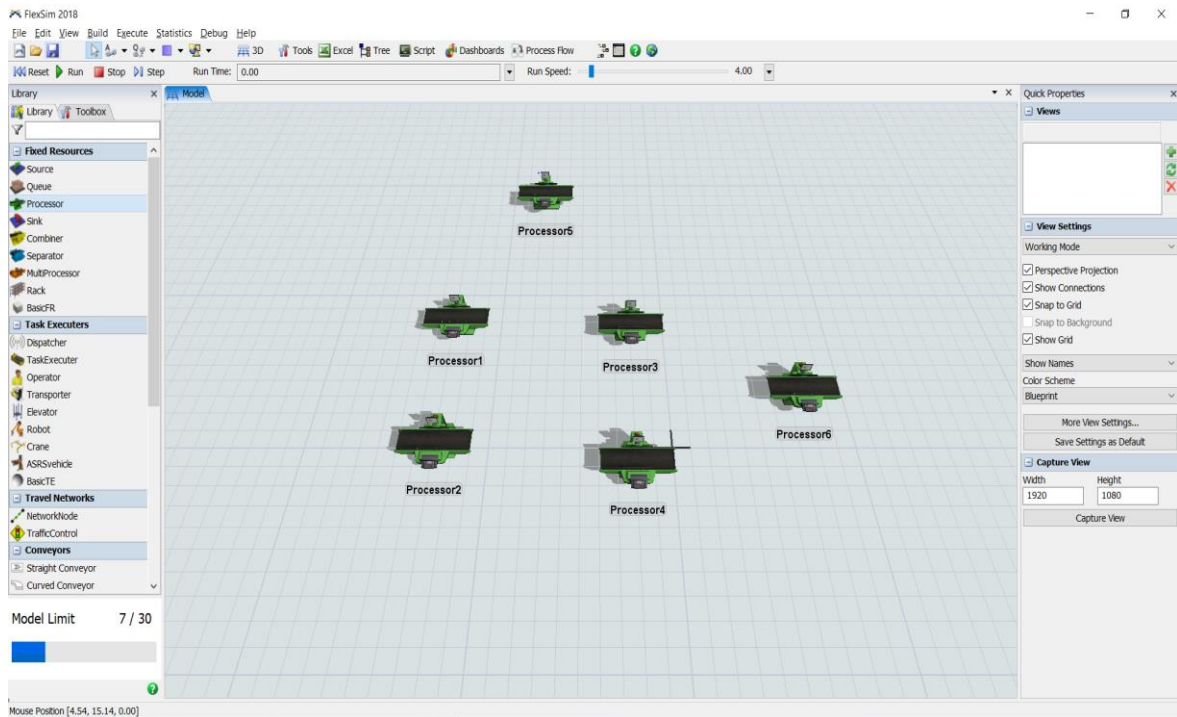 FlexSim 2018
File Edit View Build Execute Statistics Debug Help
3D Tools Excel Tree Script Dashboards Process Flow
Reset Run Stop Step Run Time: 0.00 Run Speed: 4.00
Library
Library Toolbox
Fixed Resources
Source
Queue
Processor
Sink
Combiner
Separator
MultiProcessor
Rack
BasicFR
Task Executers
Dispatcher
TaskExecuter
Operator
Transporter
Elevator
Robot
Crane
ASRSvehicle
BasicTE
Travel Networks
NetworkNode
TrafficControl
Conveyors
Straight Conveyor
Curved Conveyor
Model Limit 7 / 30
Model
Processor5
Processor1
Processor3
Processor6
Processor2
Processor4
Quick Properties
Views
View Settings
Working Mode
Perspective Projection
Show Connections
Snap to Grid
Snap to Background
Show Grid
Show Names
Color Scheme
Blueprint
More View Settings...
Save Settings as Default
Capture View
Width Height
1920 1080
Capture View
Mouse Position [4.54, 15.14, 0.00]